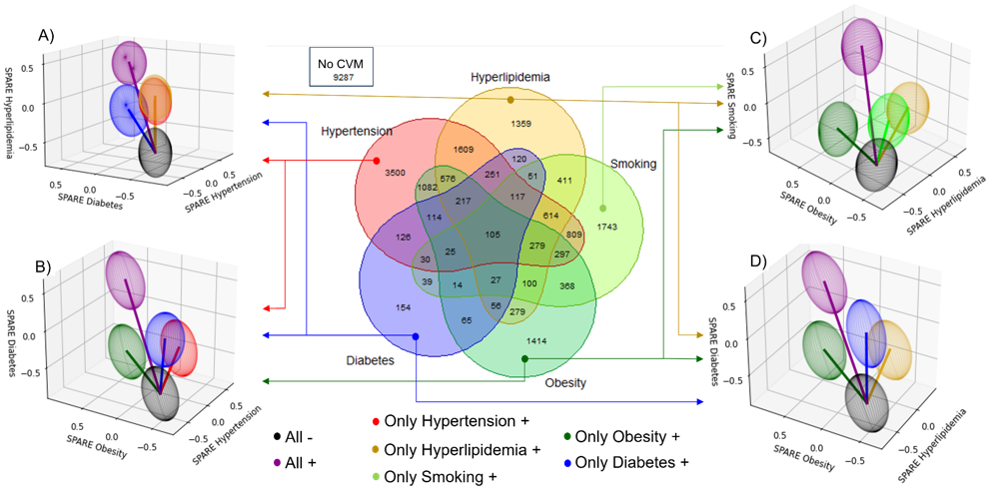 A)
0.5
0.0
−0.5
SPARE Hyperlipidemia
0.5
0.0
−0.5
SPARE Diabetes
−0.5
0.0
0.5
SPARE Hypertension
B)
0.5
0.0
−0.5
SPARE Diabetes
0.5
0.0
−0.5
SPARE Obesity
−0.5
0.0
0.5
SPARE Hypertension
No CVM
9287
Hyperlipidemia
Hypertension
Smoking
Diabetes
Obesity
1359
1609
120
3500
576
251
51
411
1082
217
117
114
614
1743
126
105
809
25
279
297
30
39
14
27
100
368
154
56
279
65
1414
All -
All +
Only Hypertension +
Only Hyperlipidemia +
Only Smoking +
Only Obesity +
Only Diabetes +
C)
0.5
0.0
−0.5
SPARE Smoking
0.5
0.0
−0.5
SPARE Obesity
−0.5
0.0
0.5
SPARE Hyperlipidemia
D)
0.5
0.0
−0.5
SPARE Diabetes
0.5
0.0
−0.5
SPARE Obesity
−0.5
0.0
0.5
SPARE Hyperlipidemia